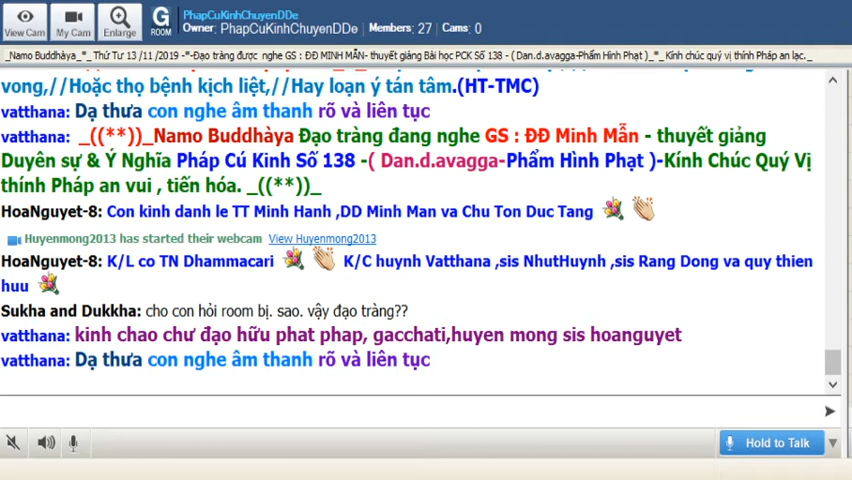 View Cam
My Cam
Enlarge
G ROOM
PhapCuKinhChuyenDDe
Owner: PhapCuKinhChuyenDDe / Members: 27 / Cams: 0
_Namo Buddhàya_*_ Thứ Tư 13 /11 /2019 -*-Đạo tràng được nghe GS : ĐĐ MINH MẪN- thuyết giảng Bài học PCK Số 138 - ( Dan.d.avagga-Phẩm Hình Phạt )_*_ Kính chúc quý vị thính Pháp an lạc._
vong,//Hoặc thọ bệnh kịch liệt,//Hay loạn ý tán tâm.(HT-TMC)
vatthana: Dạ thưa con nghe âm thanh rõ và liên tục
vatthana: _((**))_Namo Buddhàya Đạo tràng đang nghe GS : ĐĐ Minh Mẫn - thuyết giảng
Duyên sự & Ý Nghĩa Pháp Cú Kinh Số 138 -( Dan.d.avagga-Phẩm Hình Phạt )-Kính Chúc Quý Vị
thính Pháp an vui , tiến hóa. _((**))_
HoaNguyet-8: Con kinh danh le TT Minh Hanh ,DD Minh Man va Chu Ton Duc Tang
Huyenmong2013 has started their webcam View Huyenmong2013
HoaNguyet-8: K/L co TN Dhammacari K/C huynh Vatthana ,sis NhutHuynh ,sis Rang Dong va quy thien
huu
Sukha and Dukkha: cho con hỏi room bị. sao. vậy đạo tràng??
vatthana: kinh chao chư đạo hữu phat phap, gacchati,huyen mong sis hoanguyet
vatthana: Dạ thưa con nghe âm thanh rõ và liên tục
Hold to Talk